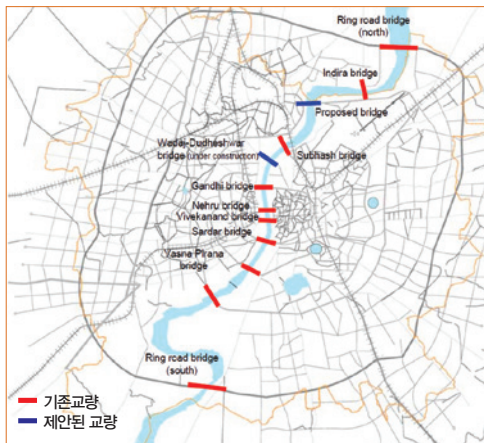 Ring road bridge
(north)
Indira bridge
Proposed bridge
Wadaj-Dudheshwar
bridge (under construction)
Subhash bridge
Gandhi bridge
Nehru bridge
Vivekanand bridge
Sardar bridge
Vasna Pirana
bridge
Ring road bridge
(south)
기존교량
제안된 교량